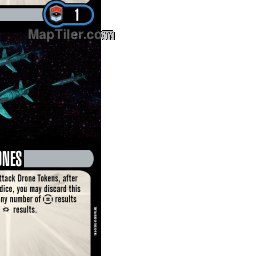 1
MapTiler.com
ONES
ttack Drone Tokens, after
dice, you may discard this
ny number of results
results.